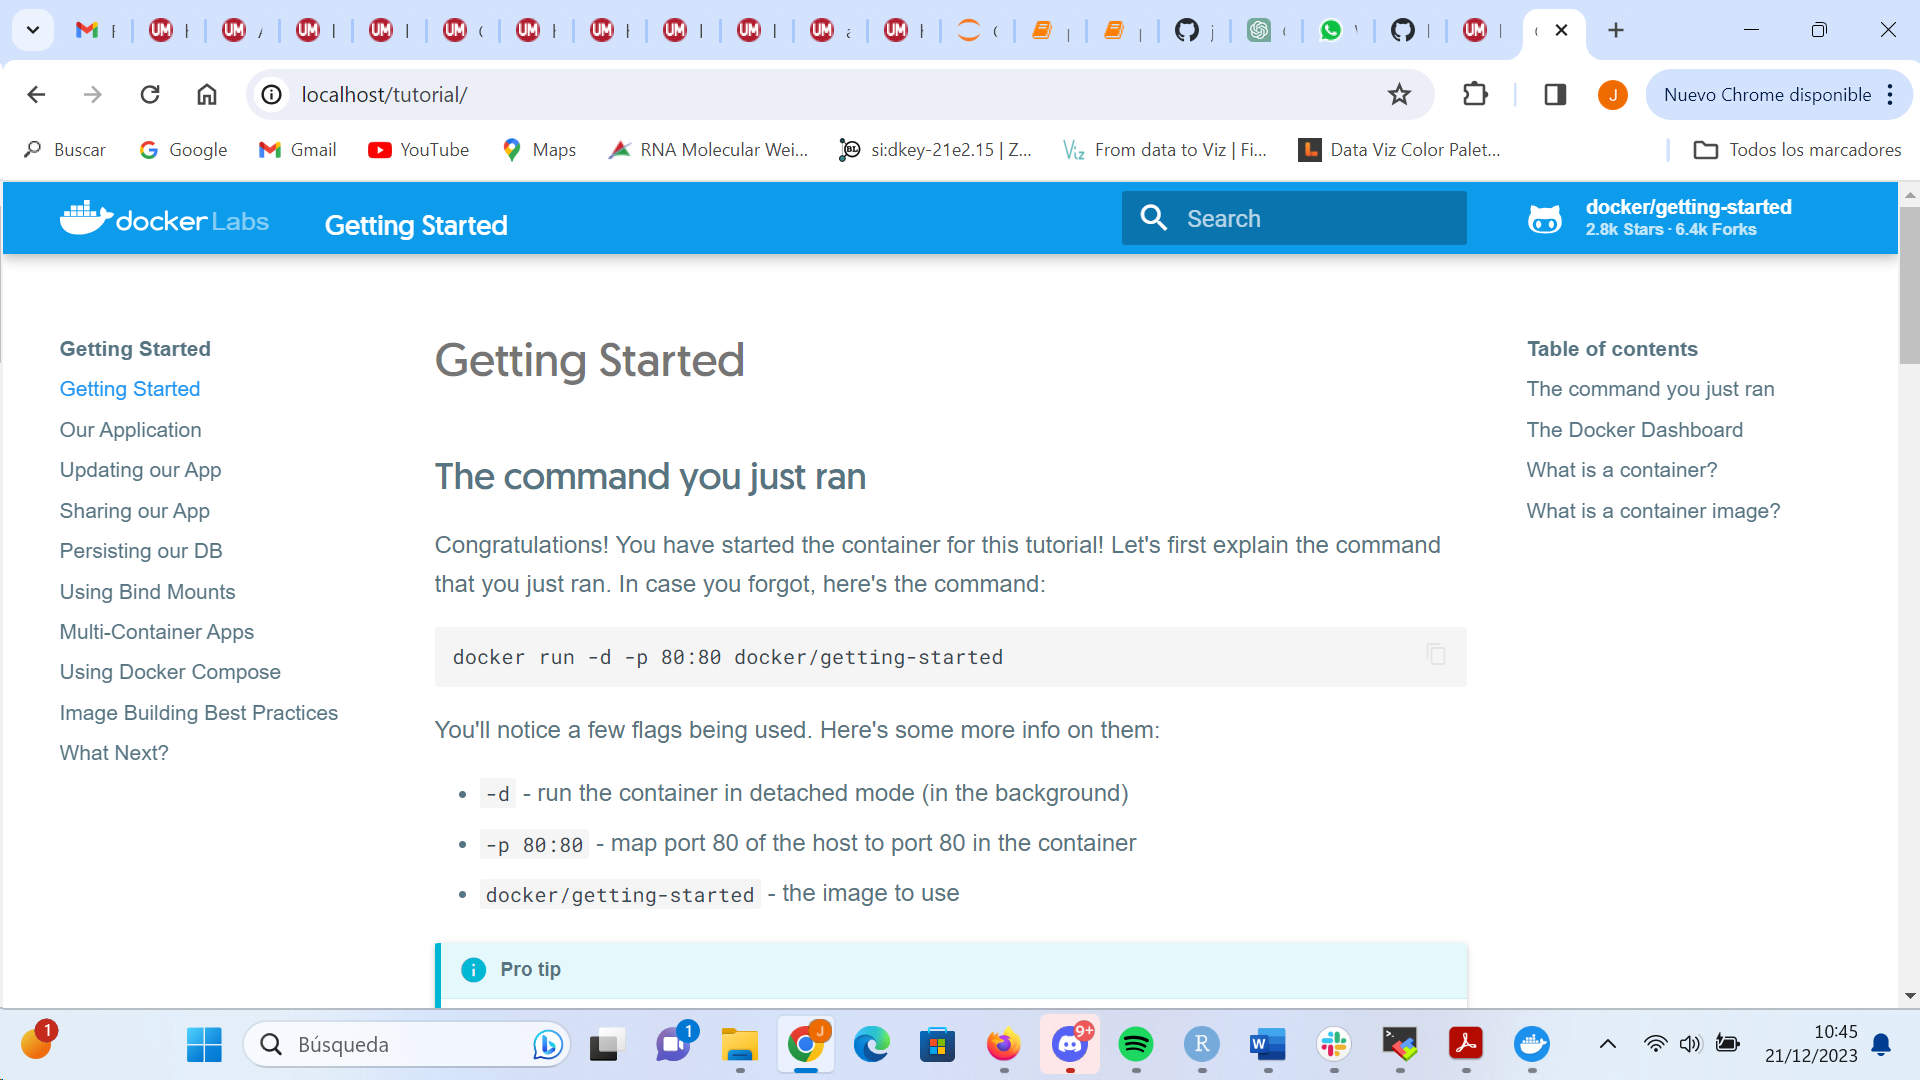 localhost/tutorial/
J
Nuevo Chrome disponible
Buscar
Google
Gmail
YouTube
Maps
RNA Molecular Wei...
si:dkey-21e2.15 | Z...
From data to Viz | Fi...
Data Viz Color Palet...
Todos los marcadores
docker Labs
Getting Started
Search
docker/getting-started
2.8k Stars · 6.4k Forks
Getting Started
Getting Started
Our Application
Updating our App
Sharing our App
Persisting our DB
Using Bind Mounts
Multi-Container Apps
Using Docker Compose
Image Building Best Practices
What Next?
Getting Started
The command you just ran
Congratulations! You have started the container for this tutorial! Let's first explain the command
that you just ran. In case you forgot, here's the command:
docker run -d -p 80:80 docker/getting-started
You'll notice a few flags being used. Here's some more info on them:
-d - run the container in detached mode (in the background)
-p 80:80 - map port 80 of the host to port 80 in the container
docker/getting-started - the image to use
Pro tip
Table of contents
The command you just ran
The Docker Dashboard
What is a container?
What is a container image?
1
Búsqueda
1
J
9+
10:45
21/12/2023